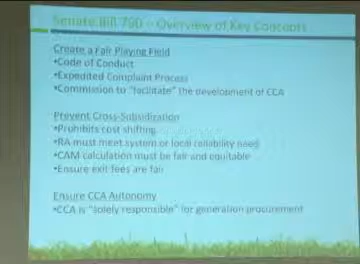 Senate Bill 790 – Overview of Key Concepts
Create a Fair Playing Field
•Code of Conduct
•Expedited Complaint Process
•Commission to "facilitate" the development of CCA
Prevent Cross-Subsidization
•Prohibits cost shifting
•RA must meet system or local reliability need
•CAM calculation must be fair and equitable
•Ensure exit fees are fair
Ensure CCA Autonomy
•CCA is "solely responsible" for generation procurement